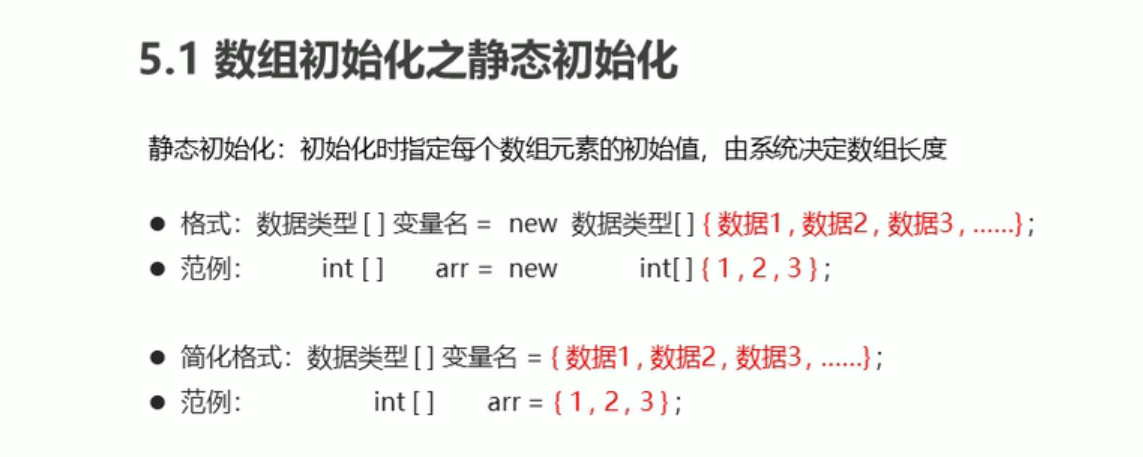 5.1 数组初始化之静态初始化
静态初始化：初始化时指定每个数组元素的初始值，由系统决定数组长度
● 格式：数据类型 [ ] 变量名 = new 数据类型[ ] { 数据1 , 数据2 , 数据3 , ……} ;
● 范例： int [ ] arr = new int[ ] { 1 , 2 , 3 } ;
● 简化格式：数据类型 [ ] 变量名 = { 数据1 , 数据2 , 数据3 , ……} ;
● 范例： int [ ] arr = { 1 , 2 , 3 } ;